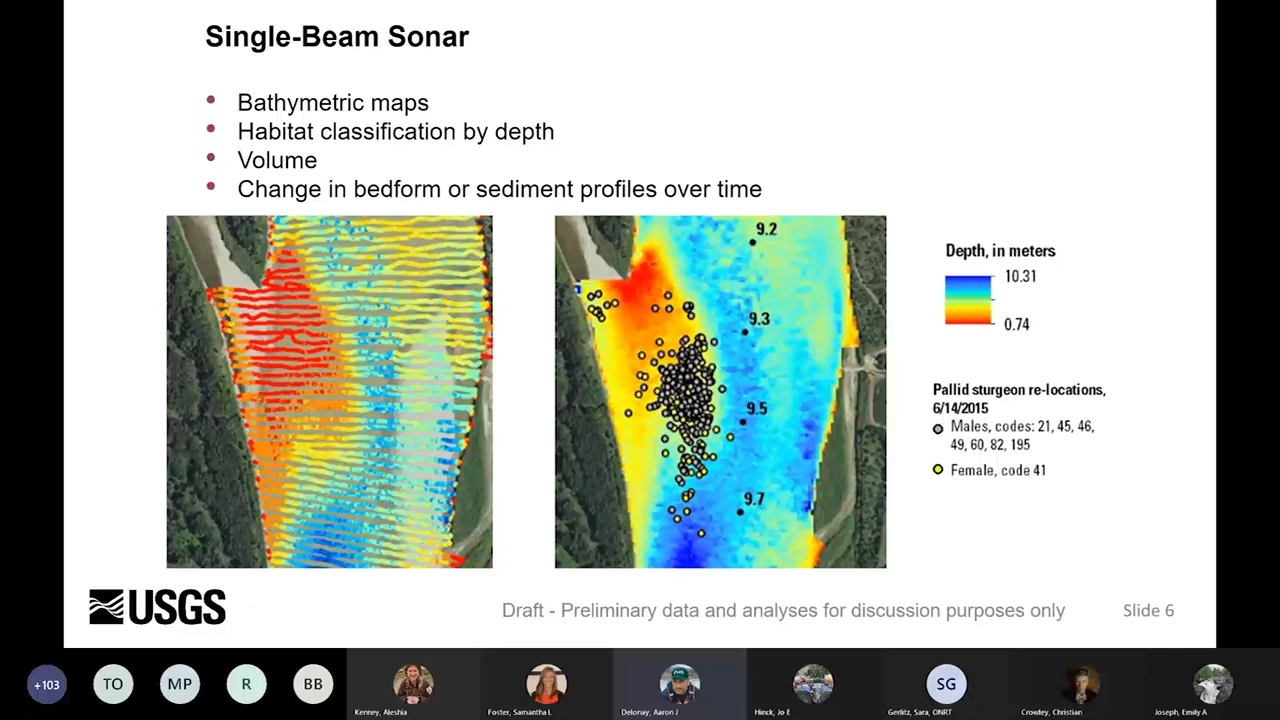 Single-Beam Sonar
• Bathymetric maps
• Habitat classification by depth
• Volume
• Change in bedform or sediment profiles over time
9.2
9.3
9.5
9.7
Depth, in meters
10.31
0.74
Pallid sturgeon re-locations,
6/14/2015
Males, codes: 21, 45, 46,
49, 60, 82, 195
Female, code 41
USGS
Draft - Preliminary data and analyses for discussion purposes only
Slide 6
+103
TO
MP
R
BB
SG
Kenney, Aleshia
Foster, Samantha L
Delonay, Aaron J
Hinck, Jo E
Gerlitz, Sara, ONRT
Crowley, Christian
Joseph, Emily A